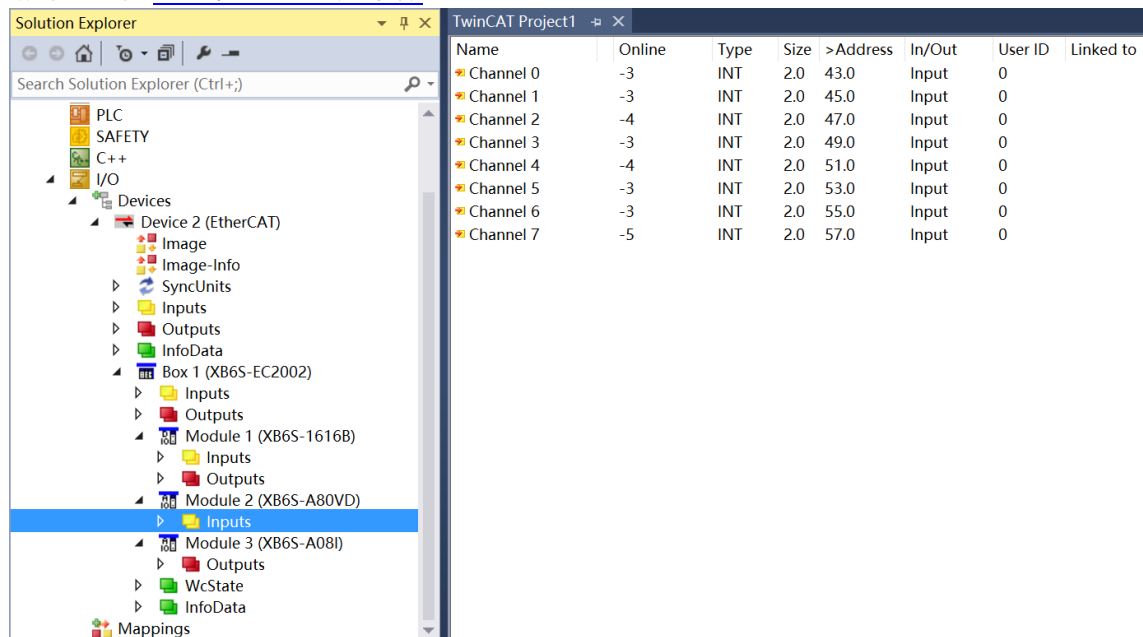 Solution Explorer
Search Solution Explorer (Ctrl+;)
PLC
SAFETY
C++
I/O
Devices
Device 2 (EtherCAT)
Image
Image-Info
SyncUnits
Inputs
Outputs
InfoData
Box 1 (XB6S-EC2002)
Inputs
Outputs
Module 1 (XB6S-1616B)
Inputs
Outputs
Module 2 (XB6S-A80VD)
Inputs
Module 3 (XB6S-A08I)
Outputs
WcState
InfoData
Mappings
TwinCAT Project1
Name Online Type Size >Address In/Out User ID Linked to
Channel 0 -3 INT 2.0 43.0 Input 0
Channel 1 -3 INT 2.0 45.0 Input 0
Channel 2 -4 INT 2.0 47.0 Input 0
Channel 3 -3 INT 2.0 49.0 Input 0
Channel 4 -4 INT 2.0 51.0 Input 0
Channel 5 -3 INT 2.0 53.0 Input 0
Channel 6 -3 INT 2.0 55.0 Input 0
Channel 7 -5 INT 2.0 57.0 Input 0